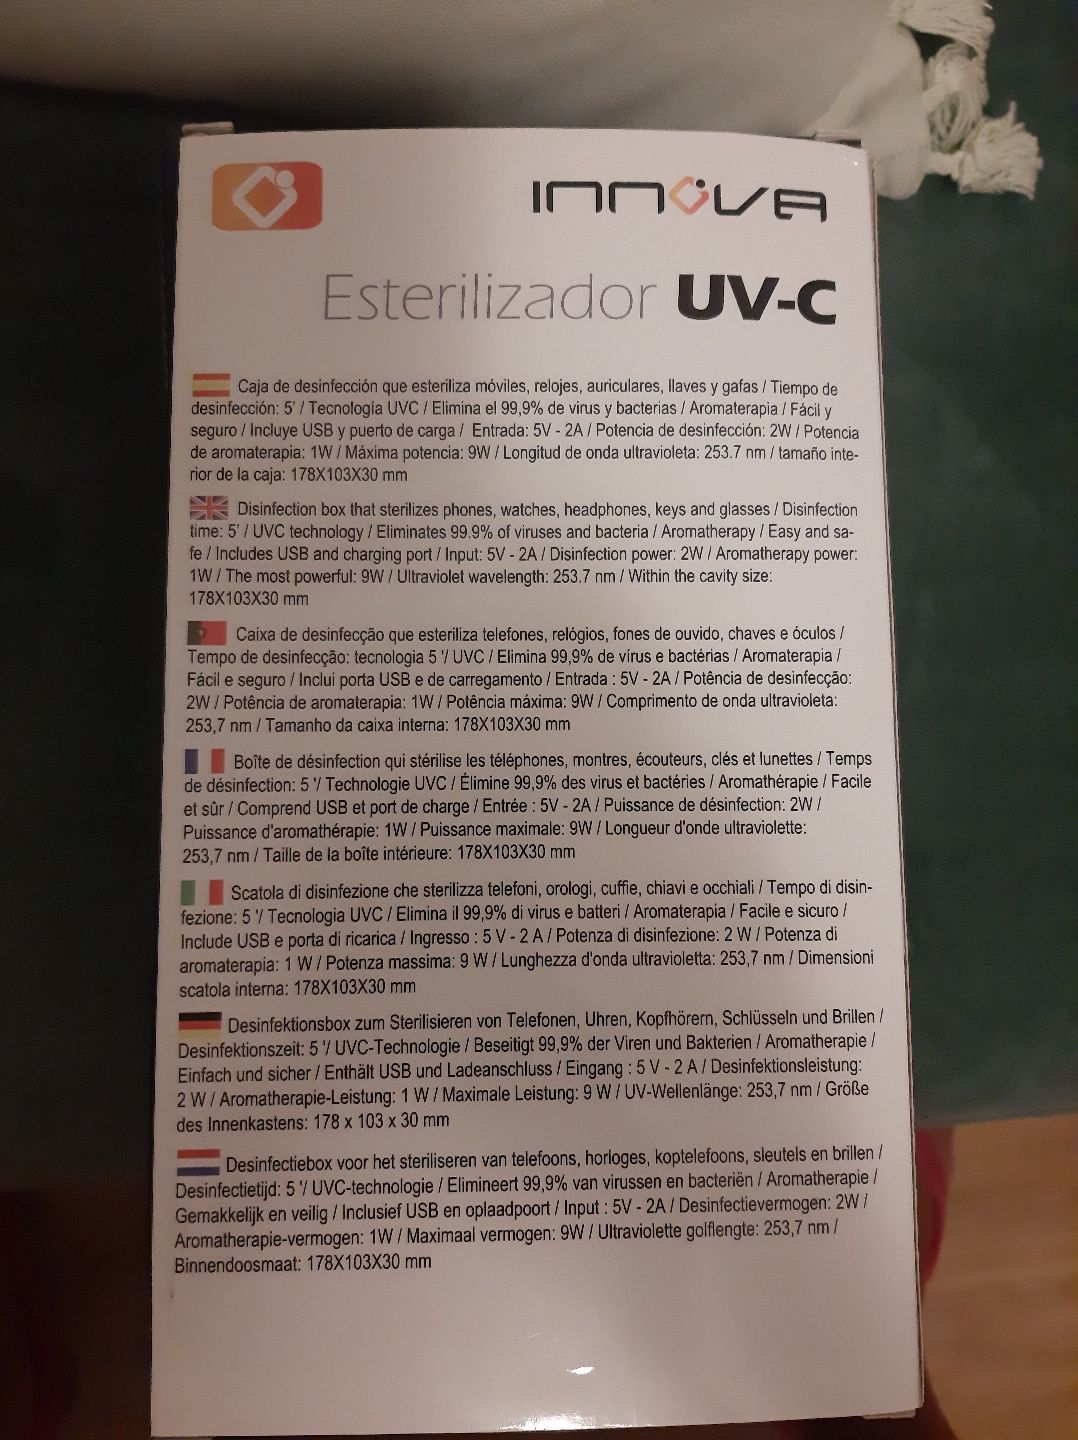 INNOVA
Esterilizador UV-C
Caja de desinfección que esteriliza móviles, relojes, auriculares, llaves y gafas / Tiempo de
desinfección: 5' / Tecnología UVC / Elimina el 99,9% de virus y bacterias / Aromaterapia / Fácil y
seguro / Incluye USB y puerto de carga / Entrada: 5V - 2A / Potencia de desinfección: 2W / Potencia
de aromaterapia: 1W / Máxima potencia: 9W / Longitud de onda ultravioleta: 253.7 nm / tamaño inte-
rior de la caja: 178X103X30 mm
Disinfection box that sterilizes phones, watches, headphones, keys and glasses / Disinfection
time: 5' / UVC technology / Eliminates 99.9% of viruses and bacteria / Aromatherapy / Easy and sa-
fe / Includes USB and charging port / Input: 5V - 2A / Disinfection power: 2W / Aromatherapy power:
1W / The most powerful: 9W / Ultraviolet wavelength: 253.7 nm / Within the cavity size:
178X103X30 mm
Caixa de desinfecção que esteriliza telefones, relógios, fones de ouvido, chaves e óculos /
Tempo de desinfecção: tecnologia 5 '/ UVC / Elimina 99,9% de vírus e bactérias / Aromaterapia /
Fácil e seguro / Inclui porta USB e de carregamento / Entrada : 5V - 2A / Potência de desinfecção:
2W / Potência de aromaterapia: 1W / Potência máxima: 9W / Comprimento de onda ultravioleta:
253,7 nm / Tamanho da caixa interna: 178X103X30 mm
Boîte de désinfection qui stérilise les téléphones, montres, écouteurs, clés et lunettes / Temps
de désinfection: 5 '/ Technologie UVC / Élimine 99,9% des virus et bactéries / Aromathérapie / Facile
et sûr / Comprend USB et port de charge / Entrée : 5V - 2A / Puissance de désinfection: 2W /
Puissance d'aromathérapie: 1W / Puissance maximale: 9W / Longueur d'onde ultraviolette:
253,7 nm / Taille de la boîte intérieure: 178X103X30 mm
Scatola di disinfezione che sterilizza telefoni, orologi, cuffie, chiavi e occhiali / Tempo di disin-
fezione: 5 '/ Tecnologia UVC / Elimina il 99,9% di virus e batteri / Aromaterapia / Facile e sicuro /
Include USB e porta di ricarica / Ingresso : 5 V - 2 A / Potenza di disinfezione: 2 W / Potenza di
aromaterapia: 1 W / Potenza massima: 9 W / Lunghezza d'onda ultravioletta: 253,7 nm / Dimensioni
scatola interna: 178X103X30 mm
Desinfektionsbox zum Sterilisieren von Telefonen, Uhren, Kopfhörern, Schlüsseln und Brillen /
Desinfektionszeit: 5 '/ UVC-Technologie / Beseitigt 99,9% der Viren und Bakterien / Aromatherapie /
Einfach und sicher / Enthält USB und Ladeanschluss / Eingang : 5 V - 2 A / Desinfektionsleistung:
2 W / Aromatherapie-Leistung: 1 W / Maximale Leistung: 9 W / UV-Wellenlänge: 253,7 nm / Größe
des Innenkastens: 178 x 103 x 30 mm
Desinfectiebox voor het steriliseren van telefoons, horloges, koptelefoons, sleutels en brillen /
Desinfectietijd: 5 '/ UVC-technologie / Elimineert 99,9% van virussen en bacteriën / Aromatherapie /
Gemakkelijk en veilig / Inclusief USB en oplaadpoort / Input : 5V - 2A / Desinfectievermogen: 2W /
Aromatherapie-vermogen: 1W / Maximaal vermogen: 9W / Ultraviolette golflengte: 253,7 nm /
Binnendoosmaat: 178X103X30 mm